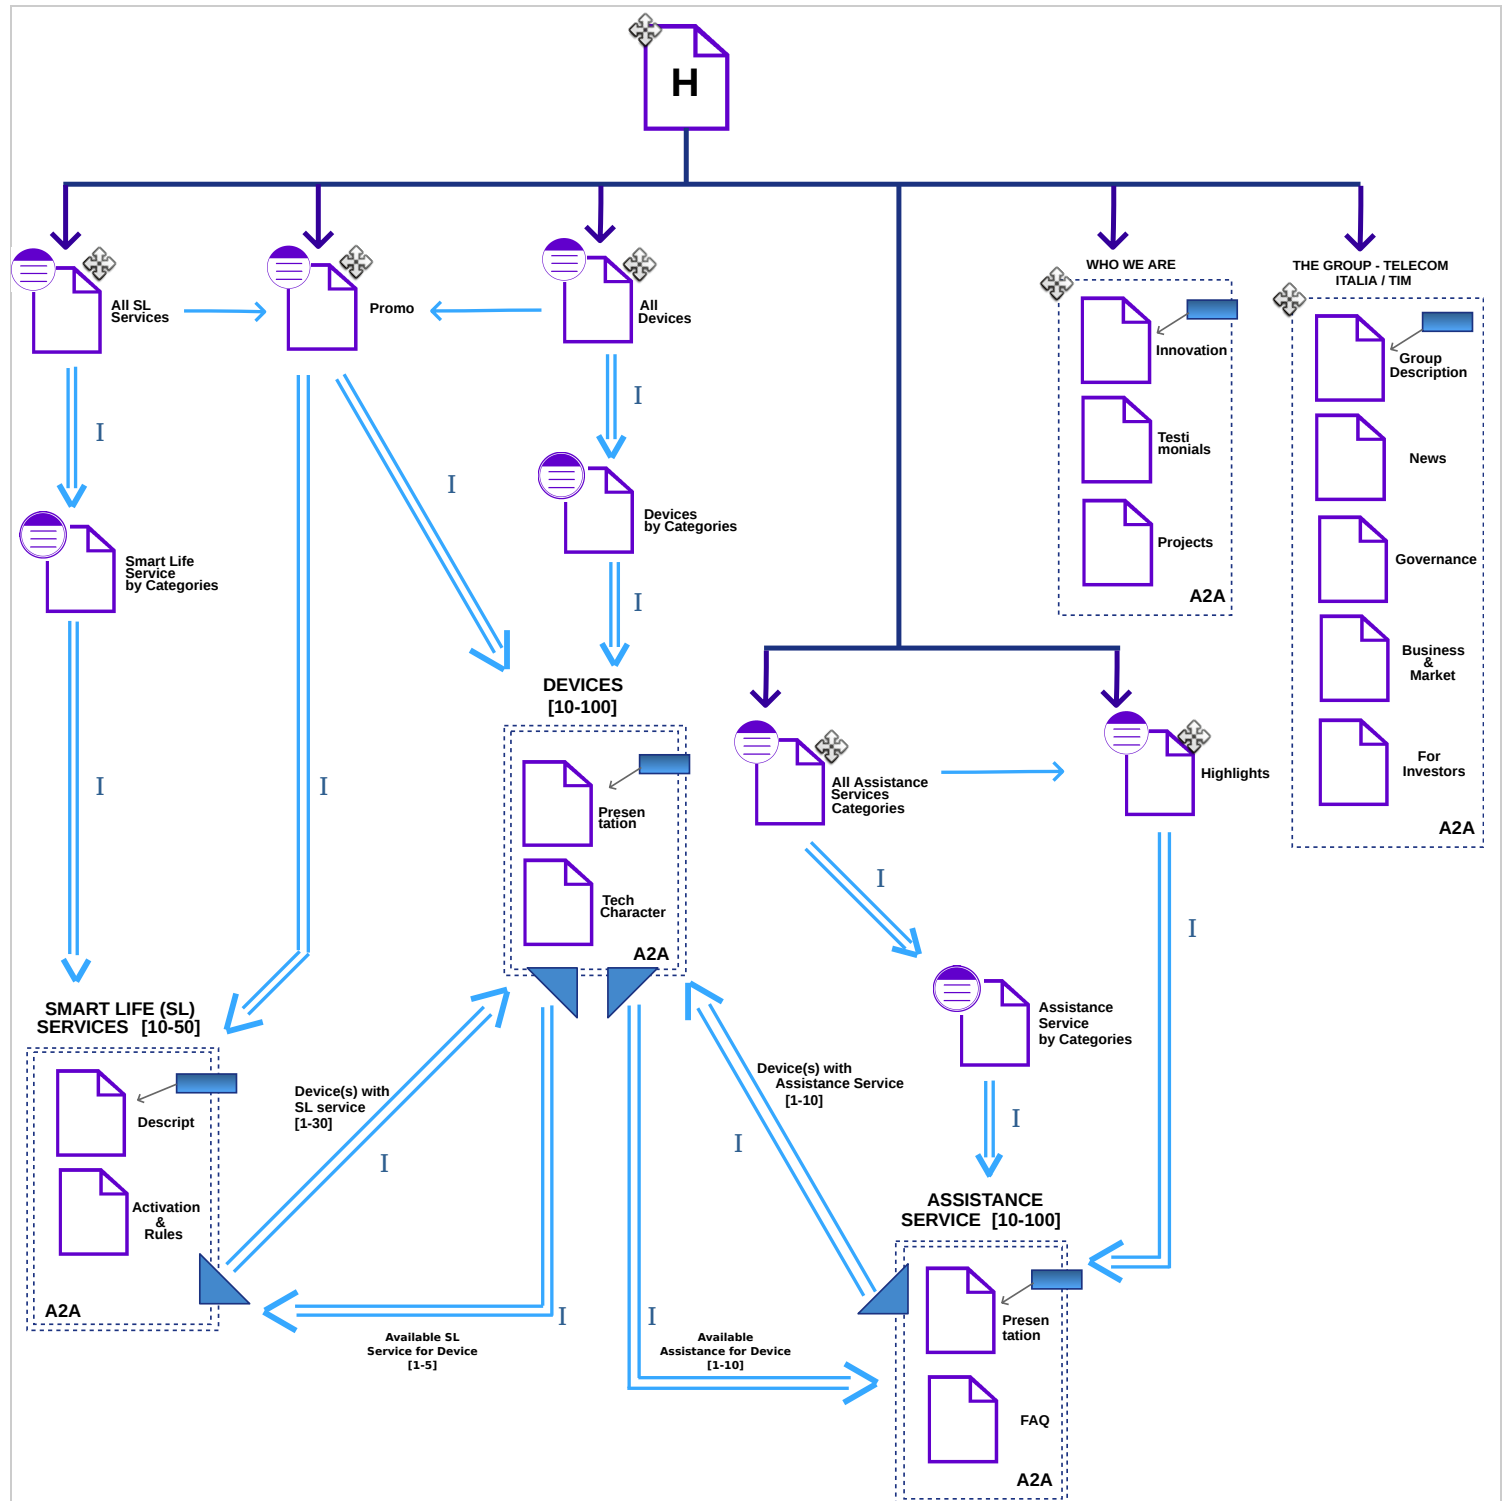 H
WHO WE ARE
THE GROUP - TELECOM
ITALIA / TIM
All SL
Services
Promo
All
Devices
Innovation
Group
Description
I
I
Testi
monials
News
I
Devices
by Categories
Projects
Governance
Smart Life
Service
by Categories
I
A2A
Business
&
Market
DEVICES
[10-100]
For
Investors
I
I
All Assistance
Services
Categories
Highlights
Presen
tation
A2A
I
Tech
Character
I
A2A
SMART LIFE (SL)
SERVICES [10-50]
Assistance
Service
by Categories
Device(s) with
SL service
[1-30]
Device(s) with
Assistance Service
[1-10]
Descript
I
I
I
Activation
&
Rules
ASSISTANCE
SERVICE [10-100]
A2A
I
I
Presen
tation
Available SL
Service for Device
[1-5]
Available
Assistance for Device
[1-10]
FAQ
A2A